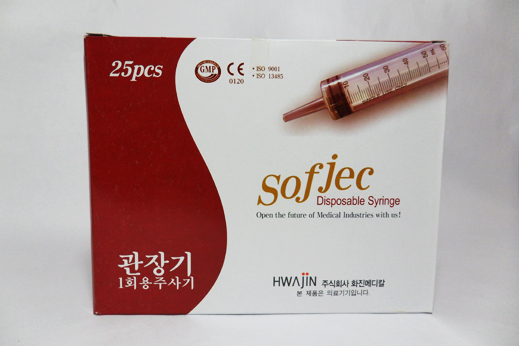 25pcs
GMP
CE
0120
• ISO 9001
• ISO 13485
Sofjec
Disposable Syringe
Open the future of Medical Industries with us!
관장기
1회용주사기
HWAJIN 주식회사 화진메디칼
본 제품은 의료기기입니다.